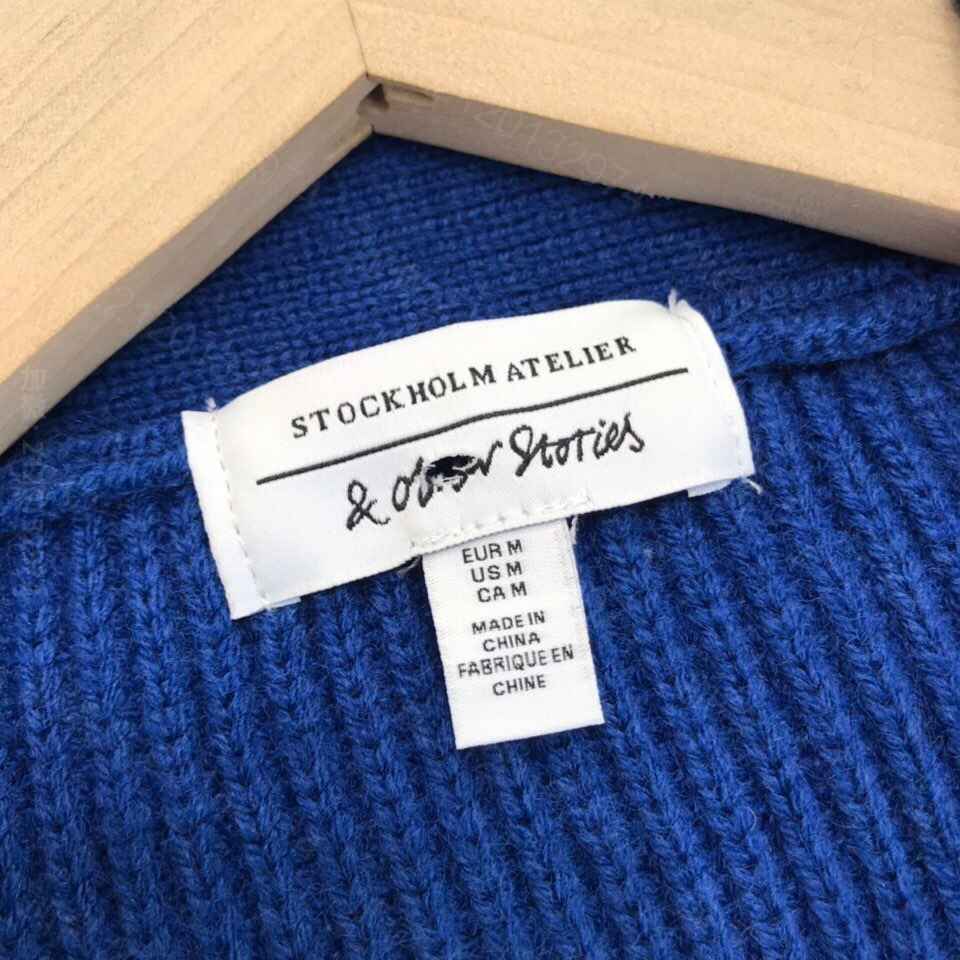 STOCKHOLM ATELIER
& Stories
EUR M
US M
CA M
MADE IN
CHINA
FABRIQUE EN
CHINE